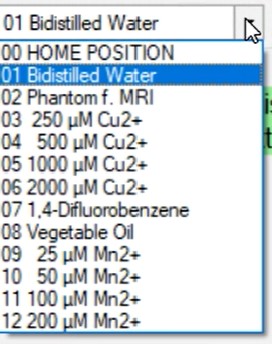 01 Bidistilled Water
00 HOME POSITION
01 Bidistilled Water
02 Phantom f. MRI
03 250 µM Cu2+
04 500 µM Cu2+
05 1000 µM Cu2+
06 2000 µM Cu2+
07 1,4-Difluorobenzene
08 Vegetable Oil
09 25 µM Mn2+
10 50 µM Mn2+
11 100 µM Mn2+
12 200 µM Mn2+